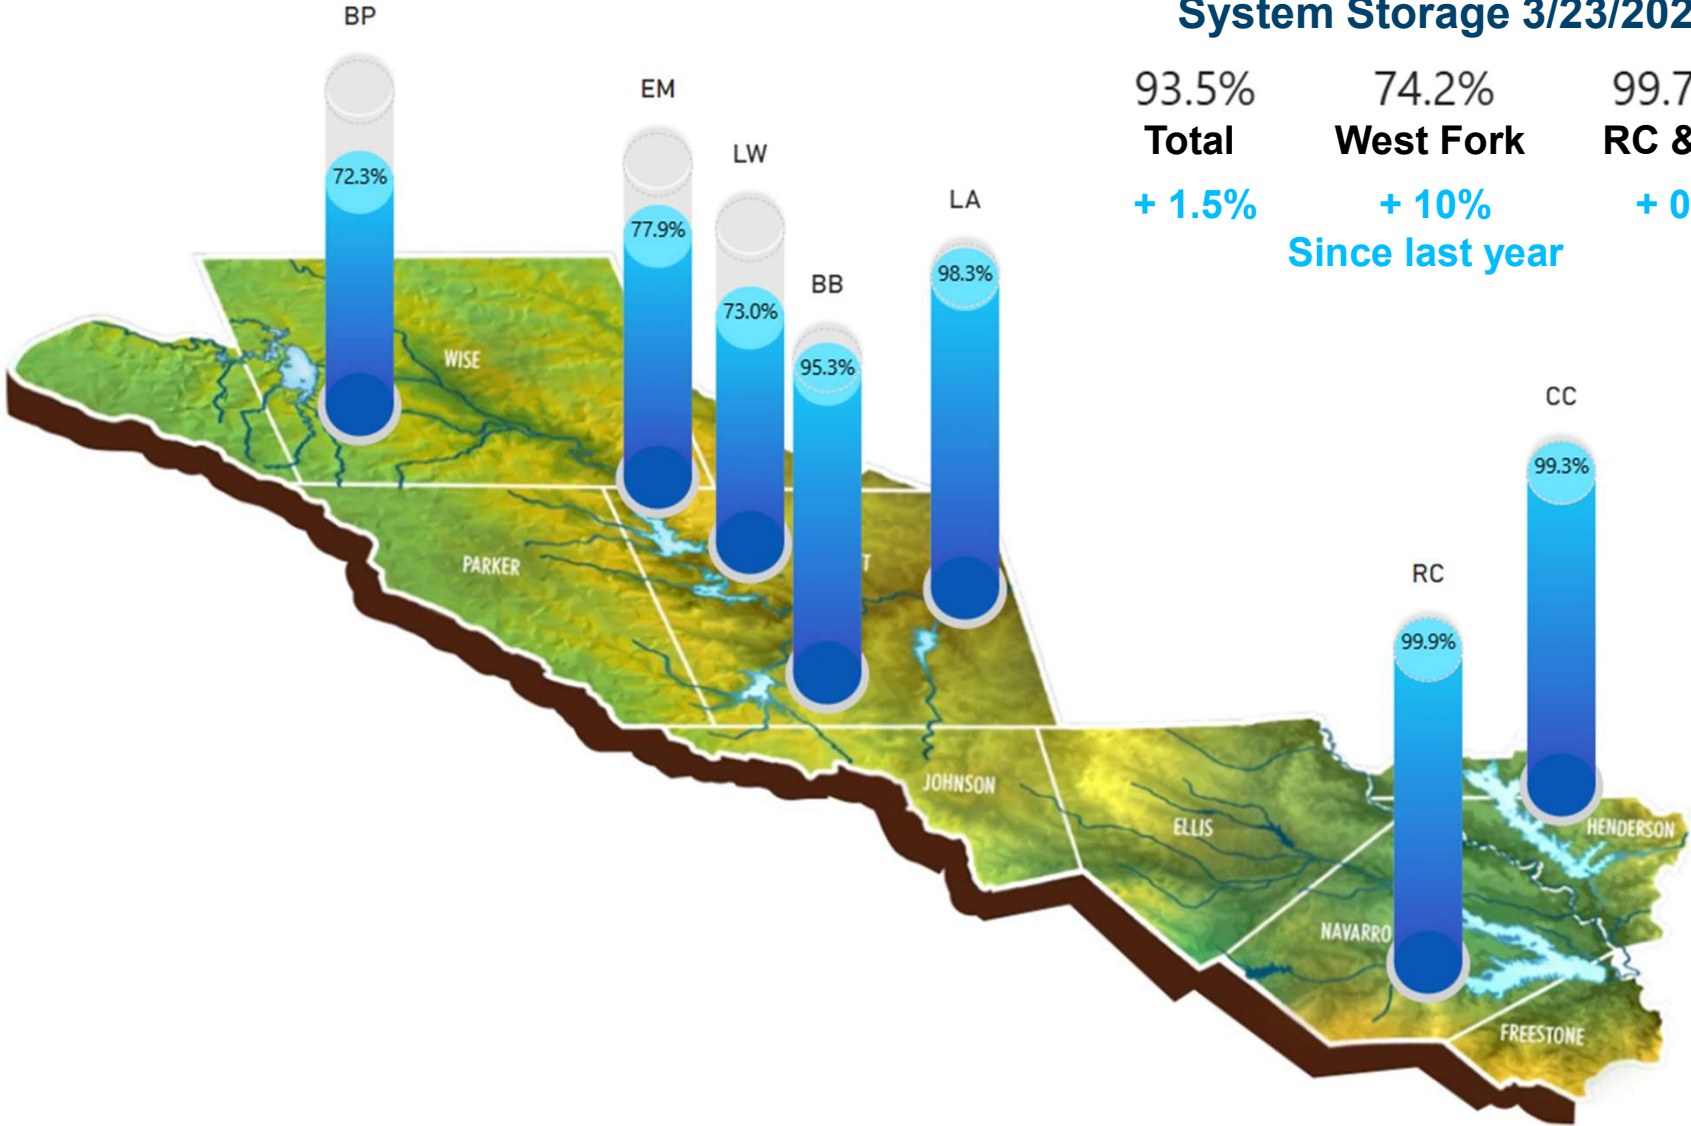 System Storage 3/23/202
93.5% 74.2% 99.7
Total West Fork RC &
+ 1.5% + 10% + 0
Since last year
BP
72.3%
EM
77.9%
LW
73.0%
BB
95.3%
LA
98.3%
CC
99.3%
RC
99.9%
WISE
PARKER
T
JOHNSON
ELLIS
HENDERSON
NAVARRO
FREESTONE